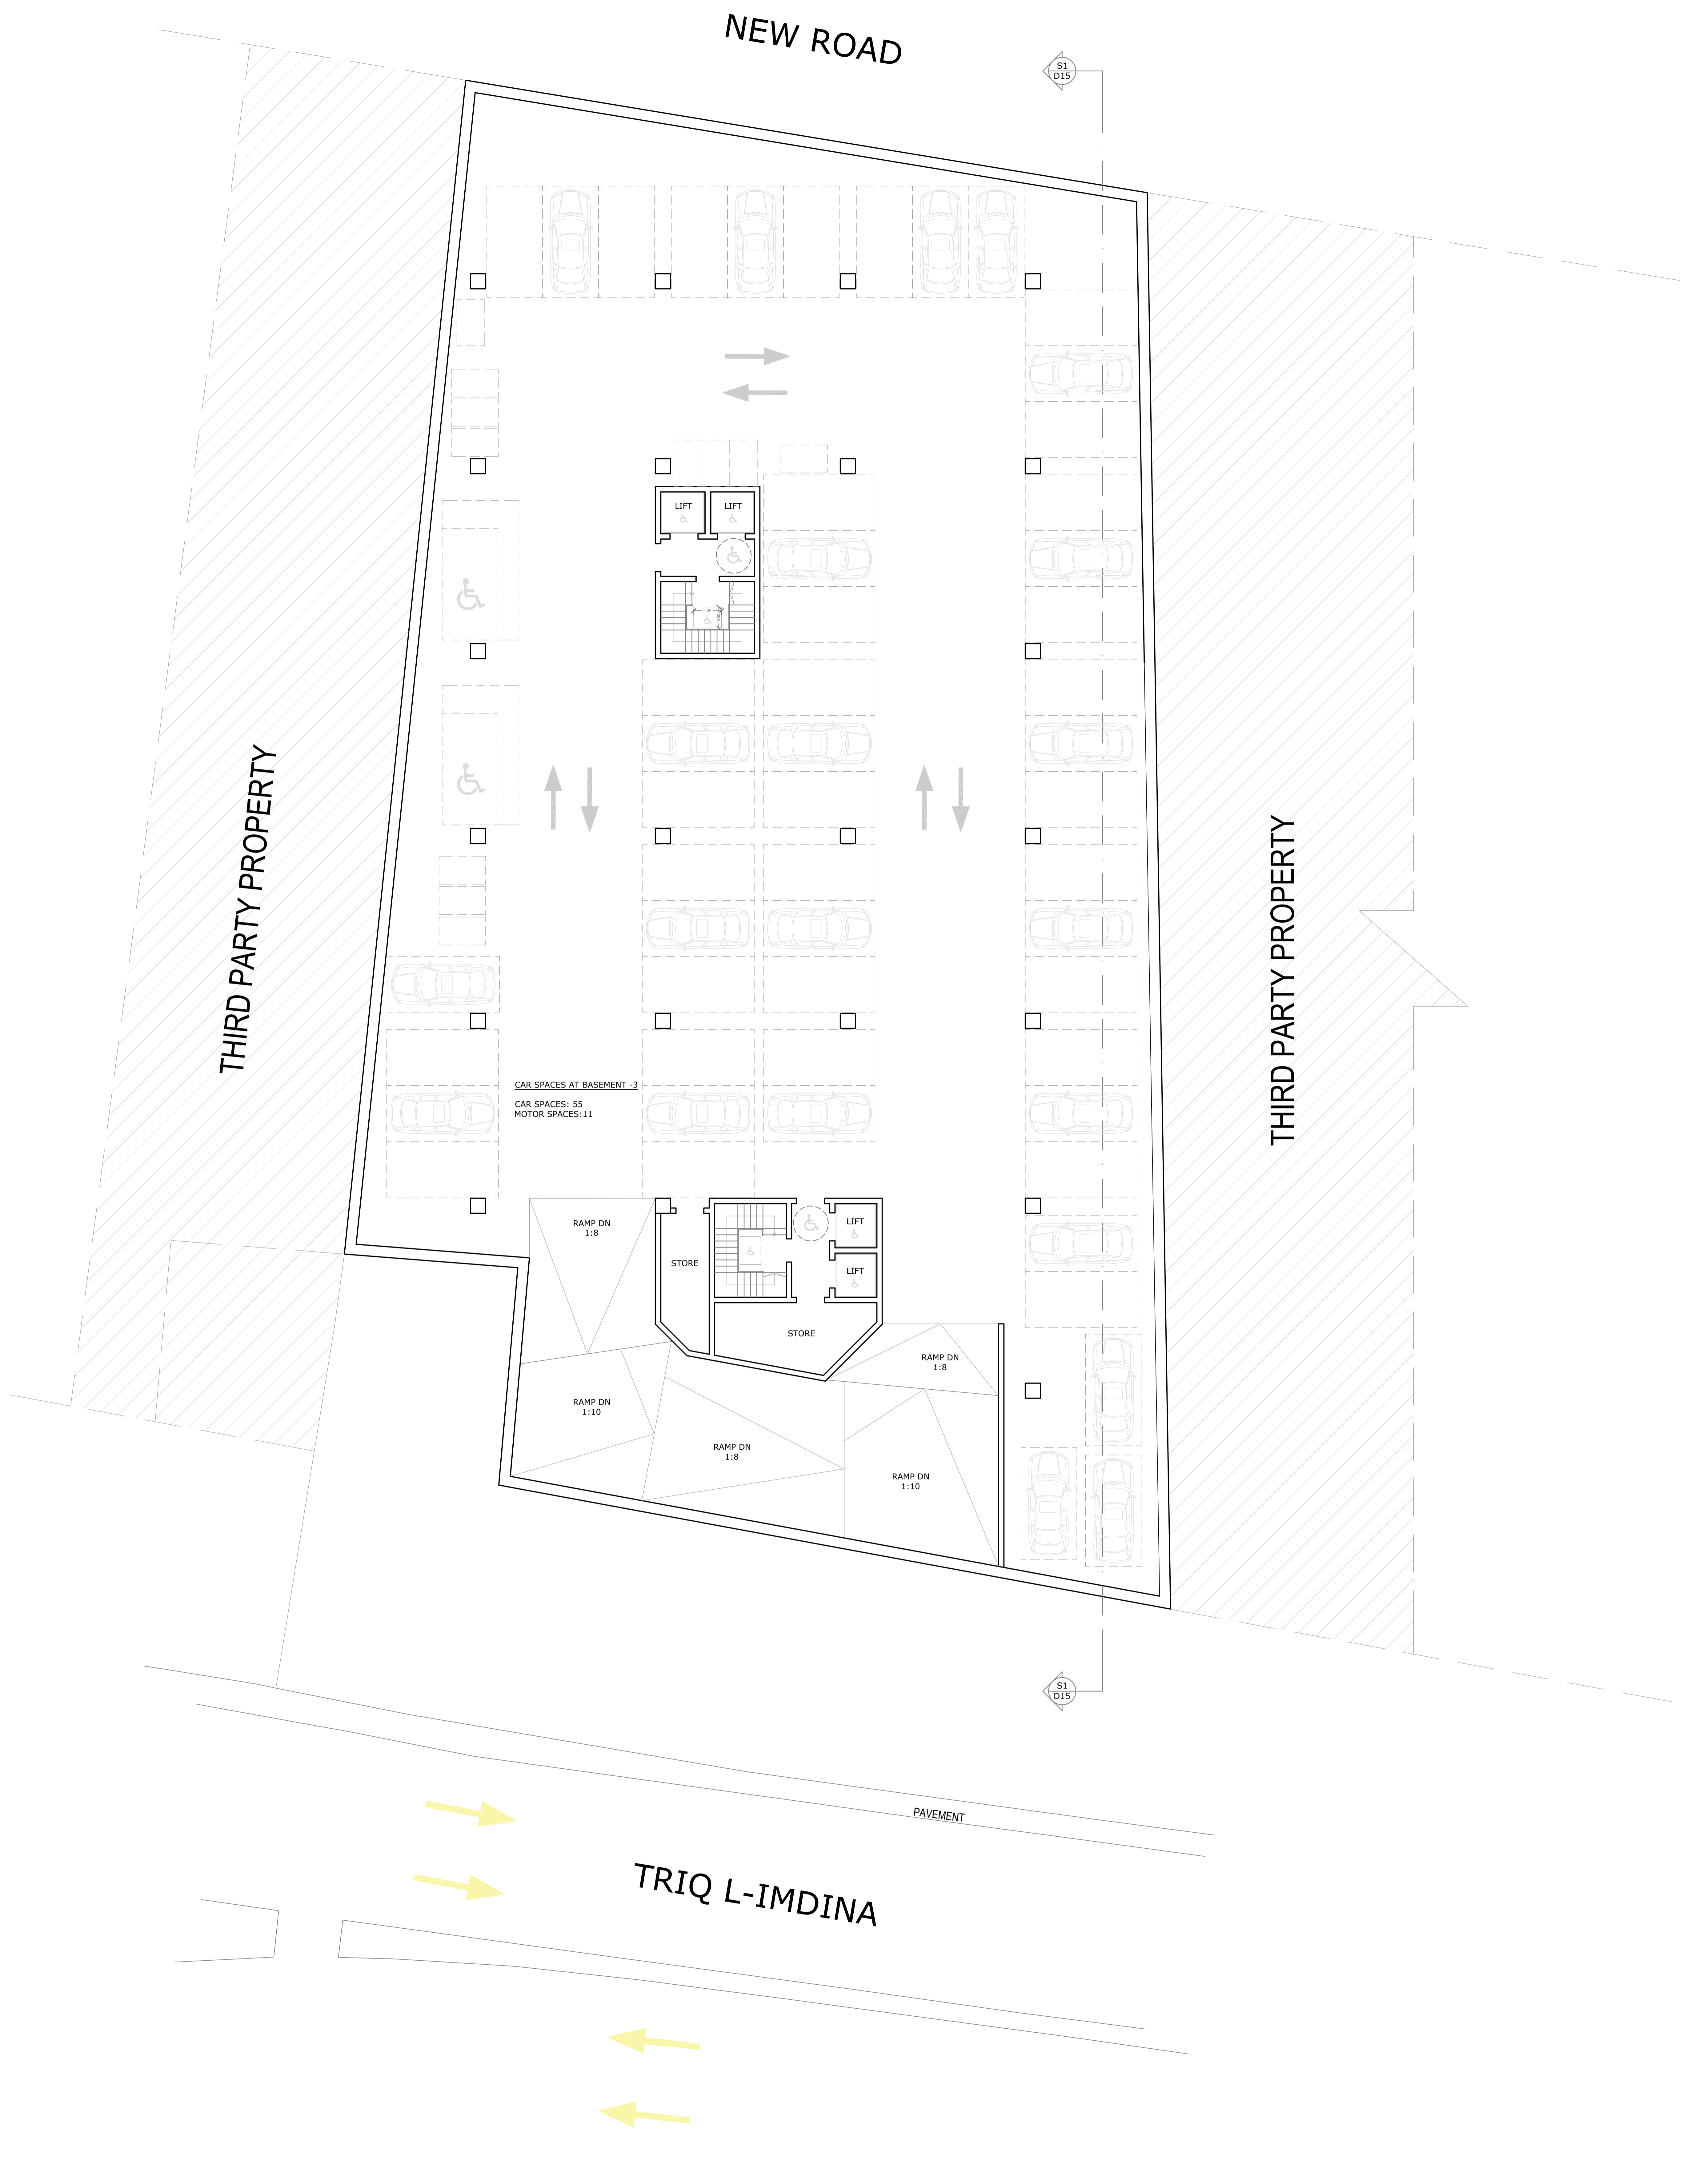 NEW ROAD
S1
D15
LIFT
LIFT
THIRD PARTY PROPERTY
THIRD PARTY PROPERTY
CAR SPACES AT BASEMENT -3
CAR SPACES: 55
MOTOR SPACES:11
RAMP DN
1:8
LIFT
STORE
LIFT
STORE
RAMP DN
1:8
RAMP DN
1:10
RAMP DN
1:8
RAMP DN
1:10
S1
D15
PAVEMENT
TRIQ L-IMDINA